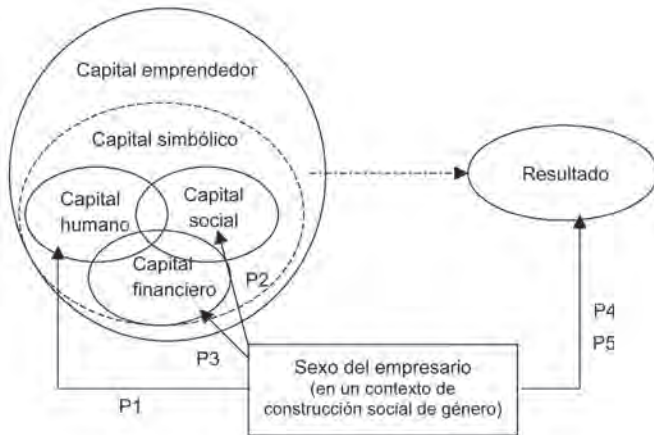 Capital emprendedor
Capital simbólico
Capital
humano
Capital
social
Resultado
Capital
financiero
P2
P3
P4
P5
Sexo del empresario
(en un contexto de
construcción social de género)
P1